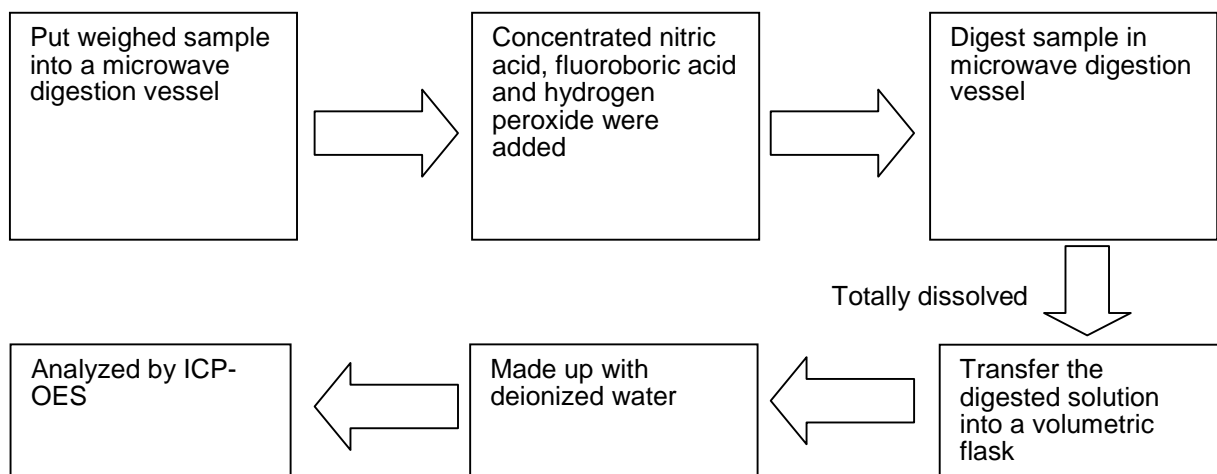 Put weighed sample
into a microwave
digestion vessel
Concentrated nitric
acid, fluoroboric acid
and hydrogen
peroxide were
added
Digest sample in
microwave digestion
vessel
Totally dissolved
Transfer the
digested solution
into a volumetric
flask
Made up with
deionized water
Analyzed by ICP-
OES